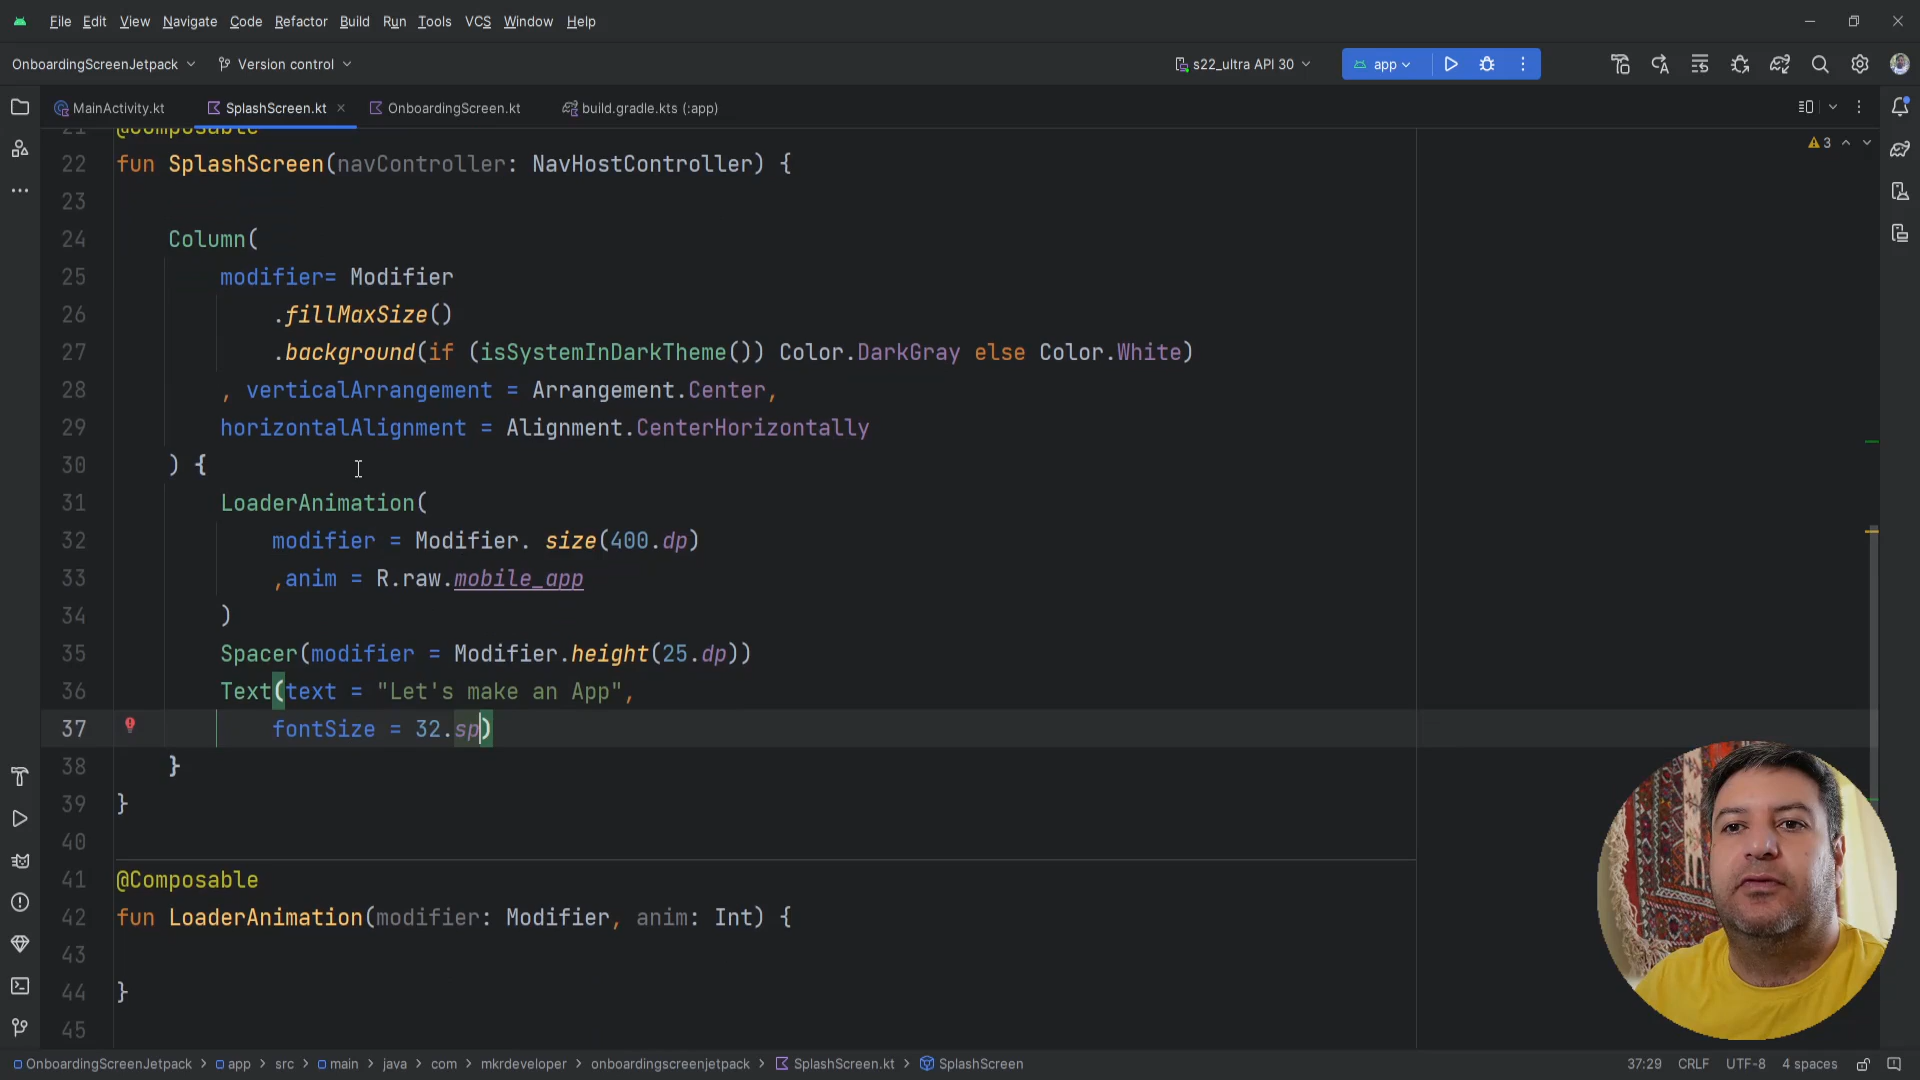 File Edit View Navigate Code Refactor Build Run Tools VCS Window Help
OnboardingScreenJetpack Version control s22_ultra API 30 app
MainActivity.kt SplashScreen.kt OnboardingScreen.kt build.gradle.kts (:app)
21 @Composable
3
22 fun SplashScreen(navController: NavHostController) {
23
24 Column(
25 modifier= Modifier
26 .fillMaxSize()
27 .background(if (isSystemInDarkTheme()) Color.DarkGray else Color.White)
28 , verticalArrangement = Arrangement.Center,
29 horizontalAlignment = Alignment.CenterHorizontally
30 ) {
31 LoaderAnimation(
32 modifier = Modifier. size(400.dp)
33 ,anim = R.raw.mobile_app
34 )
35 Spacer(modifier = Modifier.height(25.dp))
36 Text(text = "Let's make an App",
37 fontSize = 32.sp)
38 }
39 }
40
41 @Composable
42 fun LoaderAnimation(modifier: Modifier, anim: Int) {
43
44 }
45
OnboardingScreenJetpack > app > src > main > java > com > mkrdeveloper > onboardingscreenjetpack > SplashScreen.kt > SplashScreen 37:29 CRLF UTF-8 4 spaces